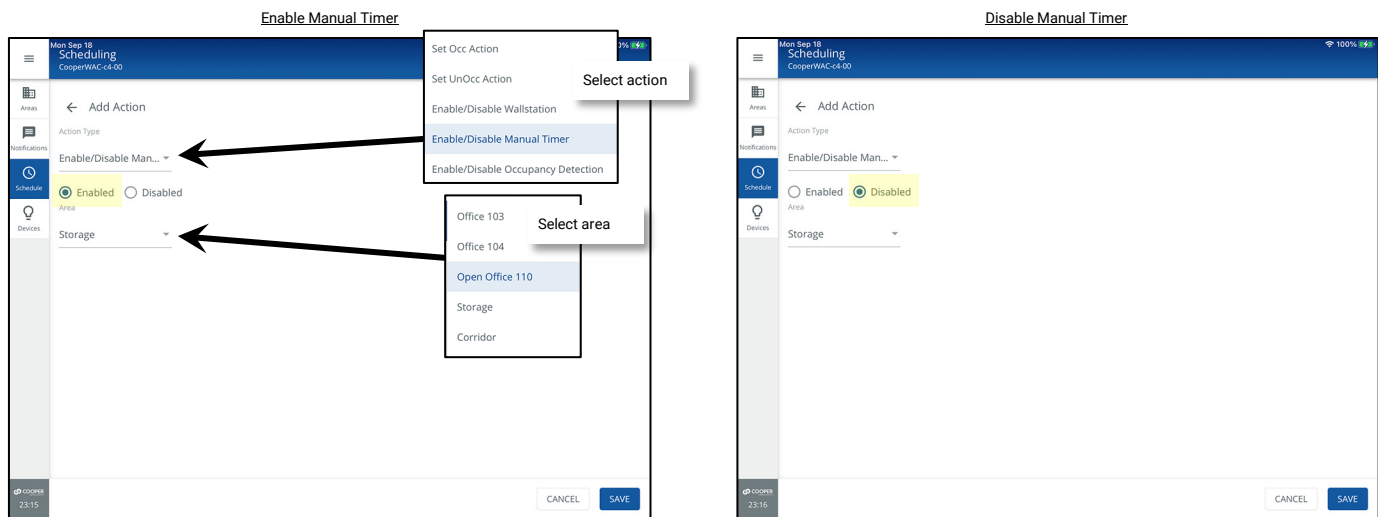 Enable Manual Timer
Mon Sep 18
Scheduling
CooperWAC-c4-00
Areas
Notifications
Schedule
Devices
Add Action
Action Type
Enable/Disable Man...
Enabled
Disabled
Area
Storage
Set Occ Action
Set UnOcc Action
Enable/Disable Wallstation
Enable/Disable Manual Timer
Enable/Disable Occupancy Detection
Select action
Office 103
Office 104
Open Office 110
Storage
Corridor
Select area
COOPER
23:15
CANCEL
SAVE
Disable Manual Timer
Mon Sep 18
Scheduling
CooperWAC-c4-00
100%
Areas
Notifications
Schedule
Devices
Add Action
Action Type
Enable/Disable Man...
Enabled
Disabled
Area
Storage
COOPER
23:16
CANCEL
SAVE